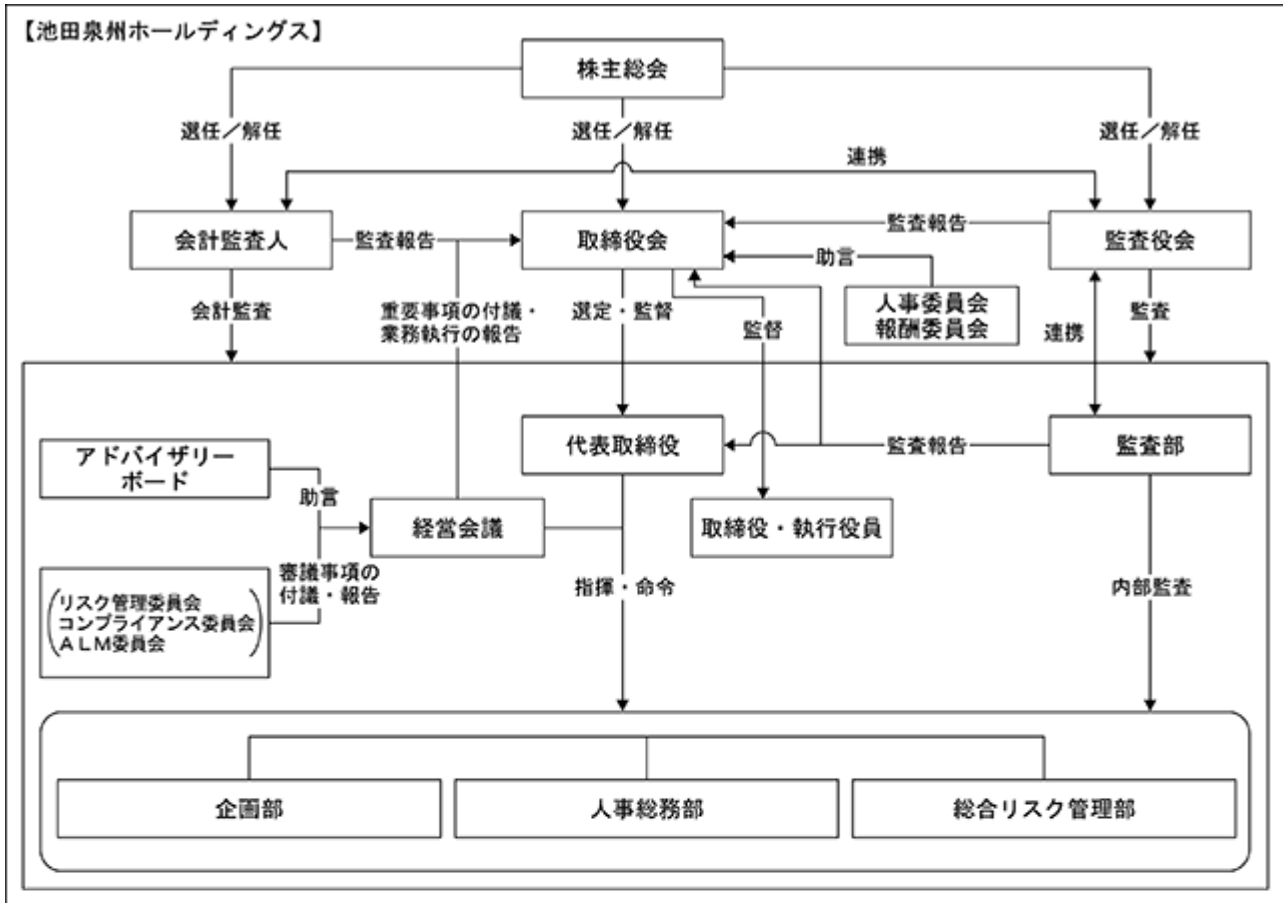 【池田泉州ホールディングス】
株主総会
選任／解任
選任／解任
選任／解任
連携
会計監査人
監査報告
取締役会
監査報告
監査役会
助言
人事委員会
報酬委員会
会計監査
重要事項の付議・
業務執行の報告
選定・監督
監督
連携
監査
アドバイザリー
ボード
代表取締役
監査報告
監査部
助言
経営会議
取締役・執行役員
審議事項の
付議・報告
リスク管理委員会
コンプライアンス委員会
ＡＬＭ委員会
指揮・命令
内部監査
企画部
人事総務部
総合リスク管理部